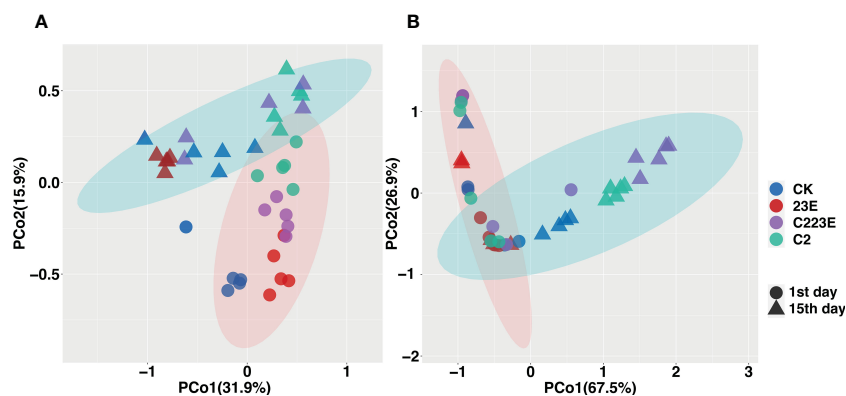 A
B
PCo2(15.9%)
0.5
0.0
−0.5
−1
0
1
PCo1(31.9%)
PCo2(26.9%)
1
0
−1
−2
−1
0
1
2
3
PCo1(67.5%)
CK
23E
C223E
C2
1st day
15th day